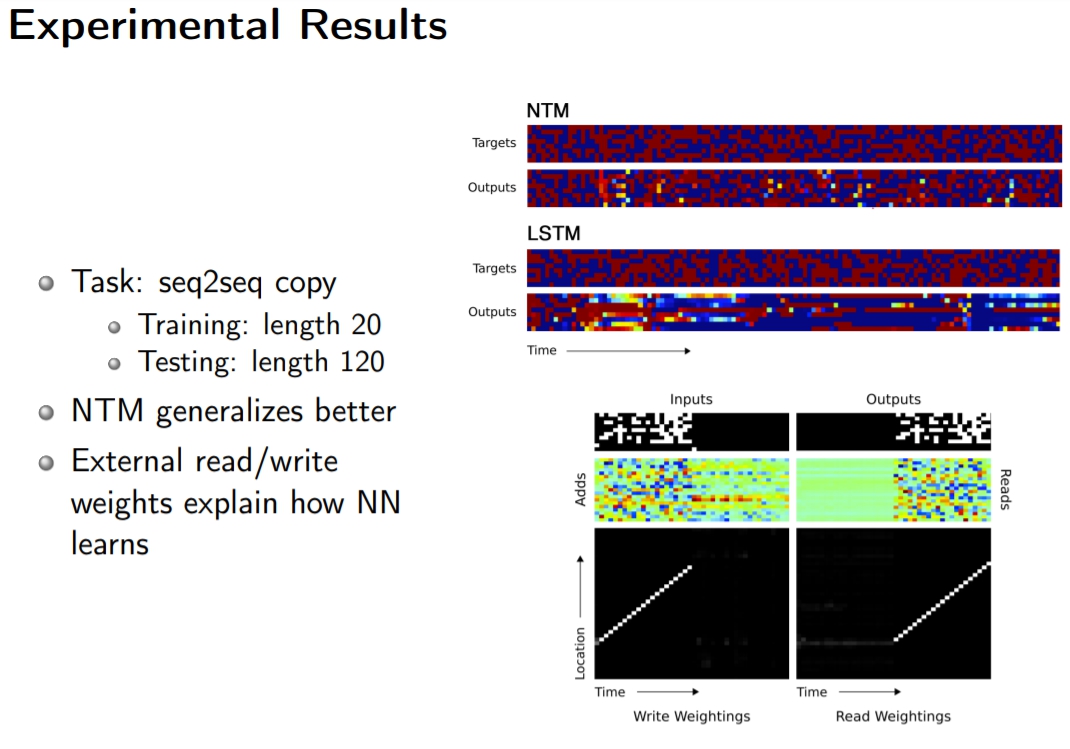 Experimental Results
Task: seq2seq copy
Training: length 20
Testing: length 120
NTM generalizes better
External read/write
weights explain how NN
learns
NTM
Targets
Outputs
LSTM
Targets
Outputs
Time
Inputs
Outputs
Adds
Reads
Location
Time
Time
Write Weightings
Read Weightings